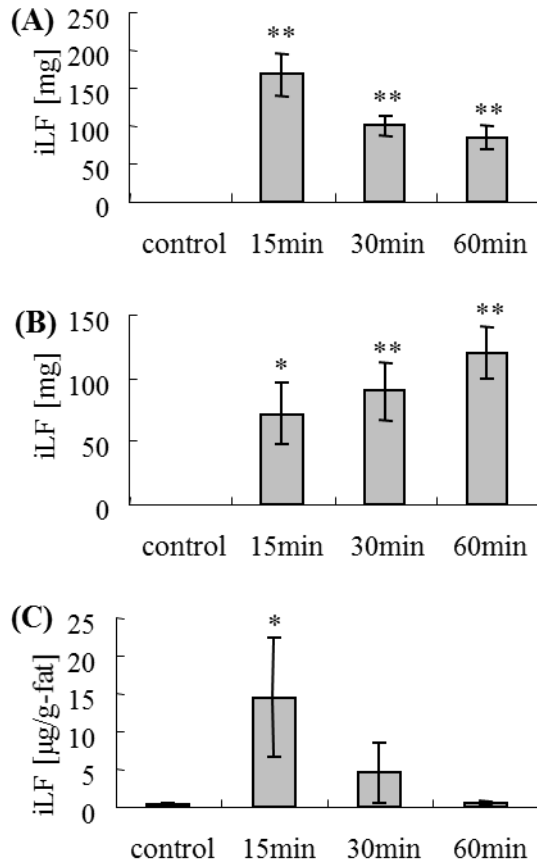 (A)
iLF [mg]
250
200
150
100
50
0
**
**
**
control 15min 30min 60min
(B)
iLF [mg]
150
100
50
0
*
**
**
control 15min 30min 60min
(C)
iLF [µg/g-fat]
25
20
15
10
5
0
*
control 15min 30min 60min